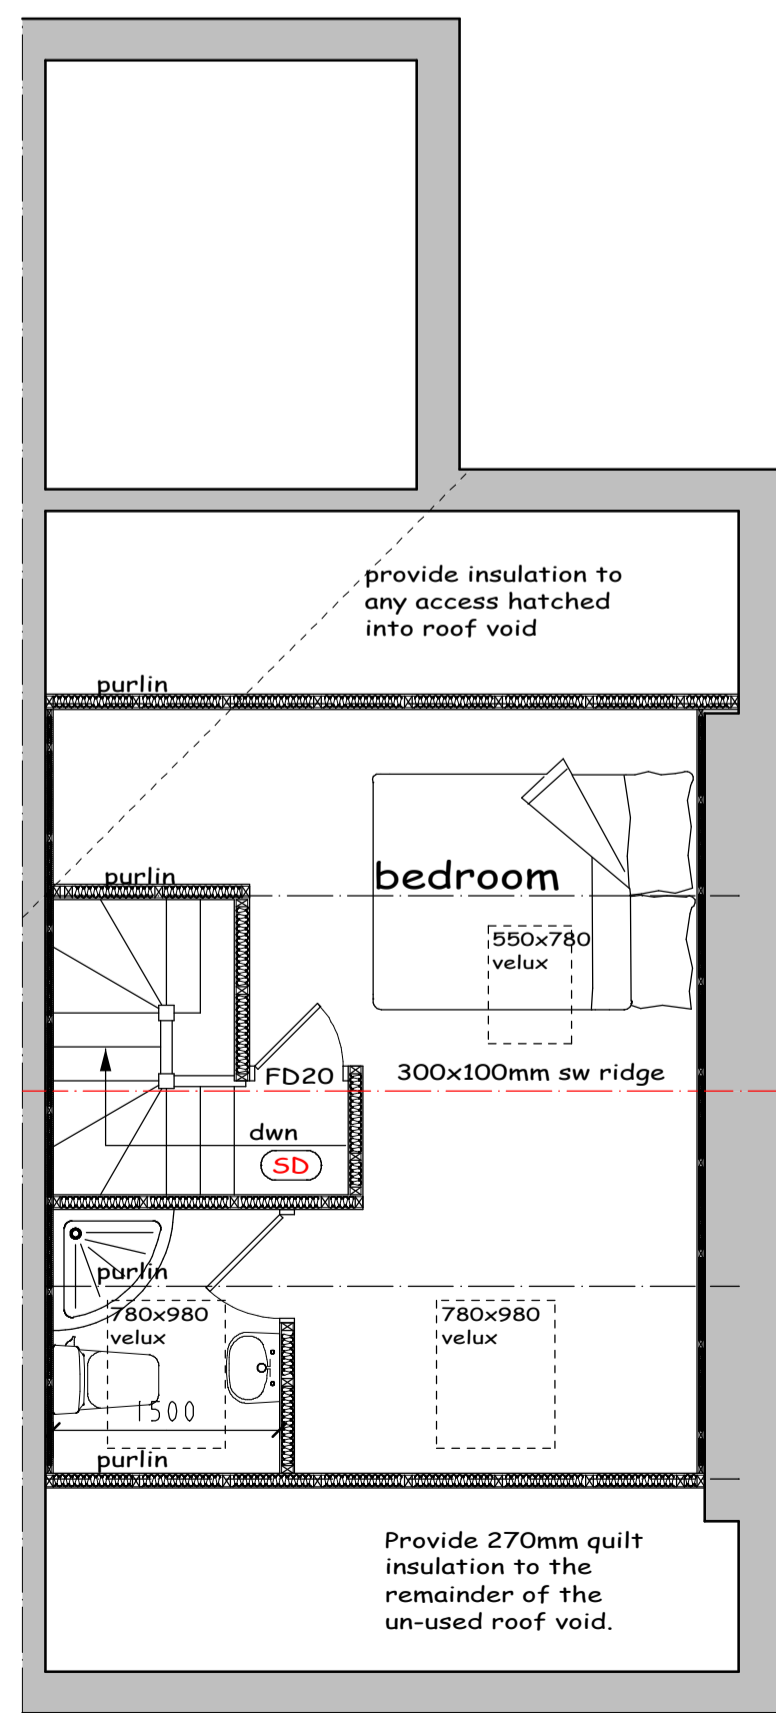 provide insulation to
any access hatched
into roof void
purlin
purlin
bedroom
550x780
velux
FD20
300x100mm sw ridge
dwn
SD
purlin
780x980
velux
780x980
velux
1500
purlin
Provide 270mm quilt
insulation to the
remainder of the
un-used roof void.